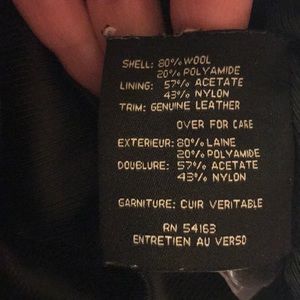 SHELL: 80% WOOL
20% POLYAMIDE
LINING: 57% ACETATE
43% NYLON
TRIM: GENUINE LEATHER
OVER FOR CARE
EXTERIEUR: 80% LAINE
20% POLYAMIDE
DOUBLURE: 57% ACETATE
43% NYLON
GARNITURE: CUIR VERITABLE
RN 54163
ENTRETIEN AU VERSO